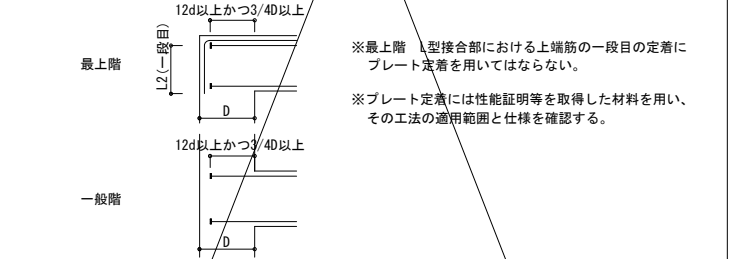 12d以上かつ3/4D以上
最上階
L2(一段目)
D
※最上階 L型接合部における上端筋の一段目の定着に
プレート定着を用いてはならない。
※プレート定着には性能証明等を取得した材料を用い、
その工法の適用範囲と仕様を確認する。
12d以上かつ3/4D以上
一般階
D